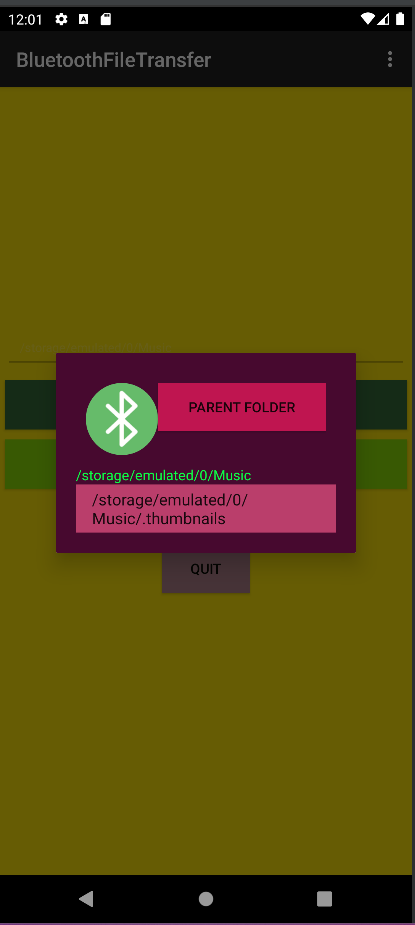 12:01
BluetoothFileTransfer
PARENT FOLDER
/storage/emulated/0/Music
/storage/emulated/0/
Music/.thumbnails
QUIT